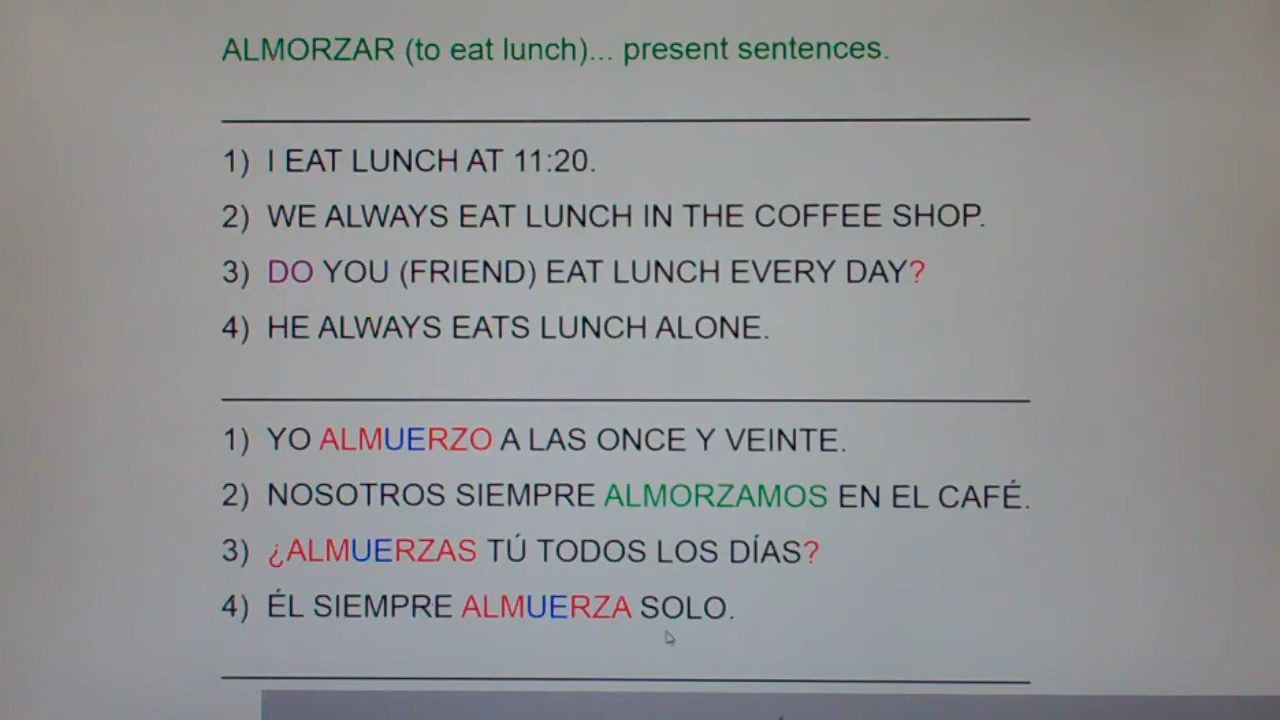 ALMORZAR (to eat lunch)... present sentences.
1) I EAT LUNCH AT 11:20.
2) WE ALWAYS EAT LUNCH IN THE COFFEE SHOP.
3) DO YOU (FRIEND) EAT LUNCH EVERY DAY?
4) HE ALWAYS EATS LUNCH ALONE.
1) YO ALMUERZO A LAS ONCE Y VEINTE.
2) NOSOTROS SIEMPRE ALMORZAMOS EN EL CAFÉ.
3) ¿ALMUERZAS TÚ TODOS LOS DÍAS?
4) ÉL SIEMPRE ALMUERZA SOLO.